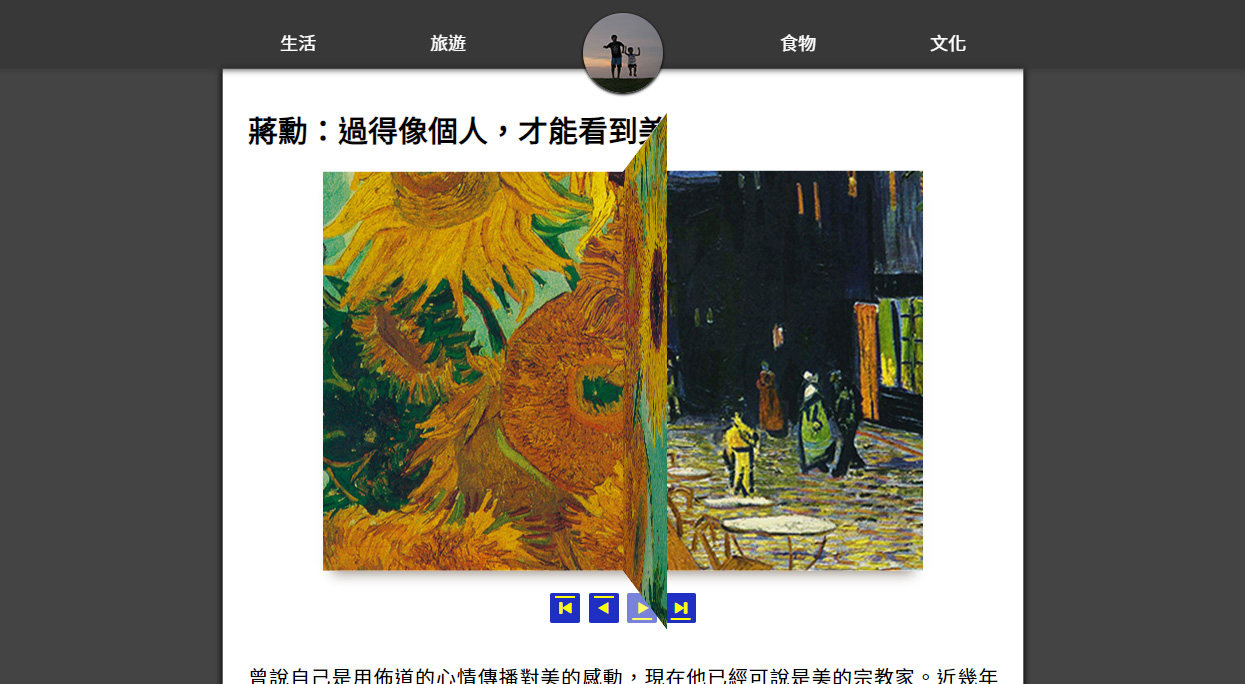 生活
旅遊
食物
文化
蔣勳：過得像個人，才能看到美
曾說自己是用佈道的心情傳播對美的感動，現在他已經可說是美的宗教家。近幾年